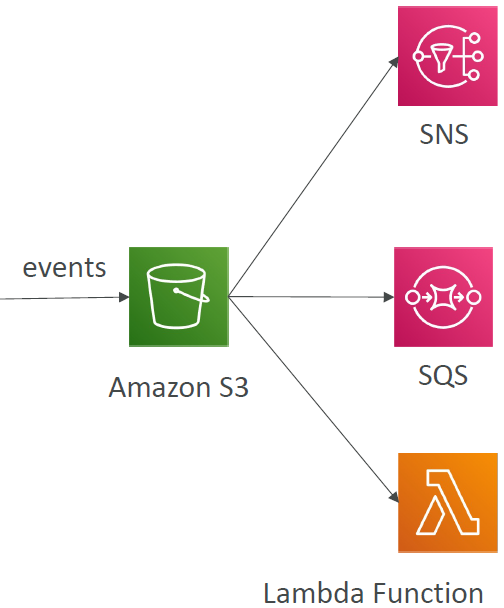 SNS
events
Amazon S3
SQS
Lambda Function